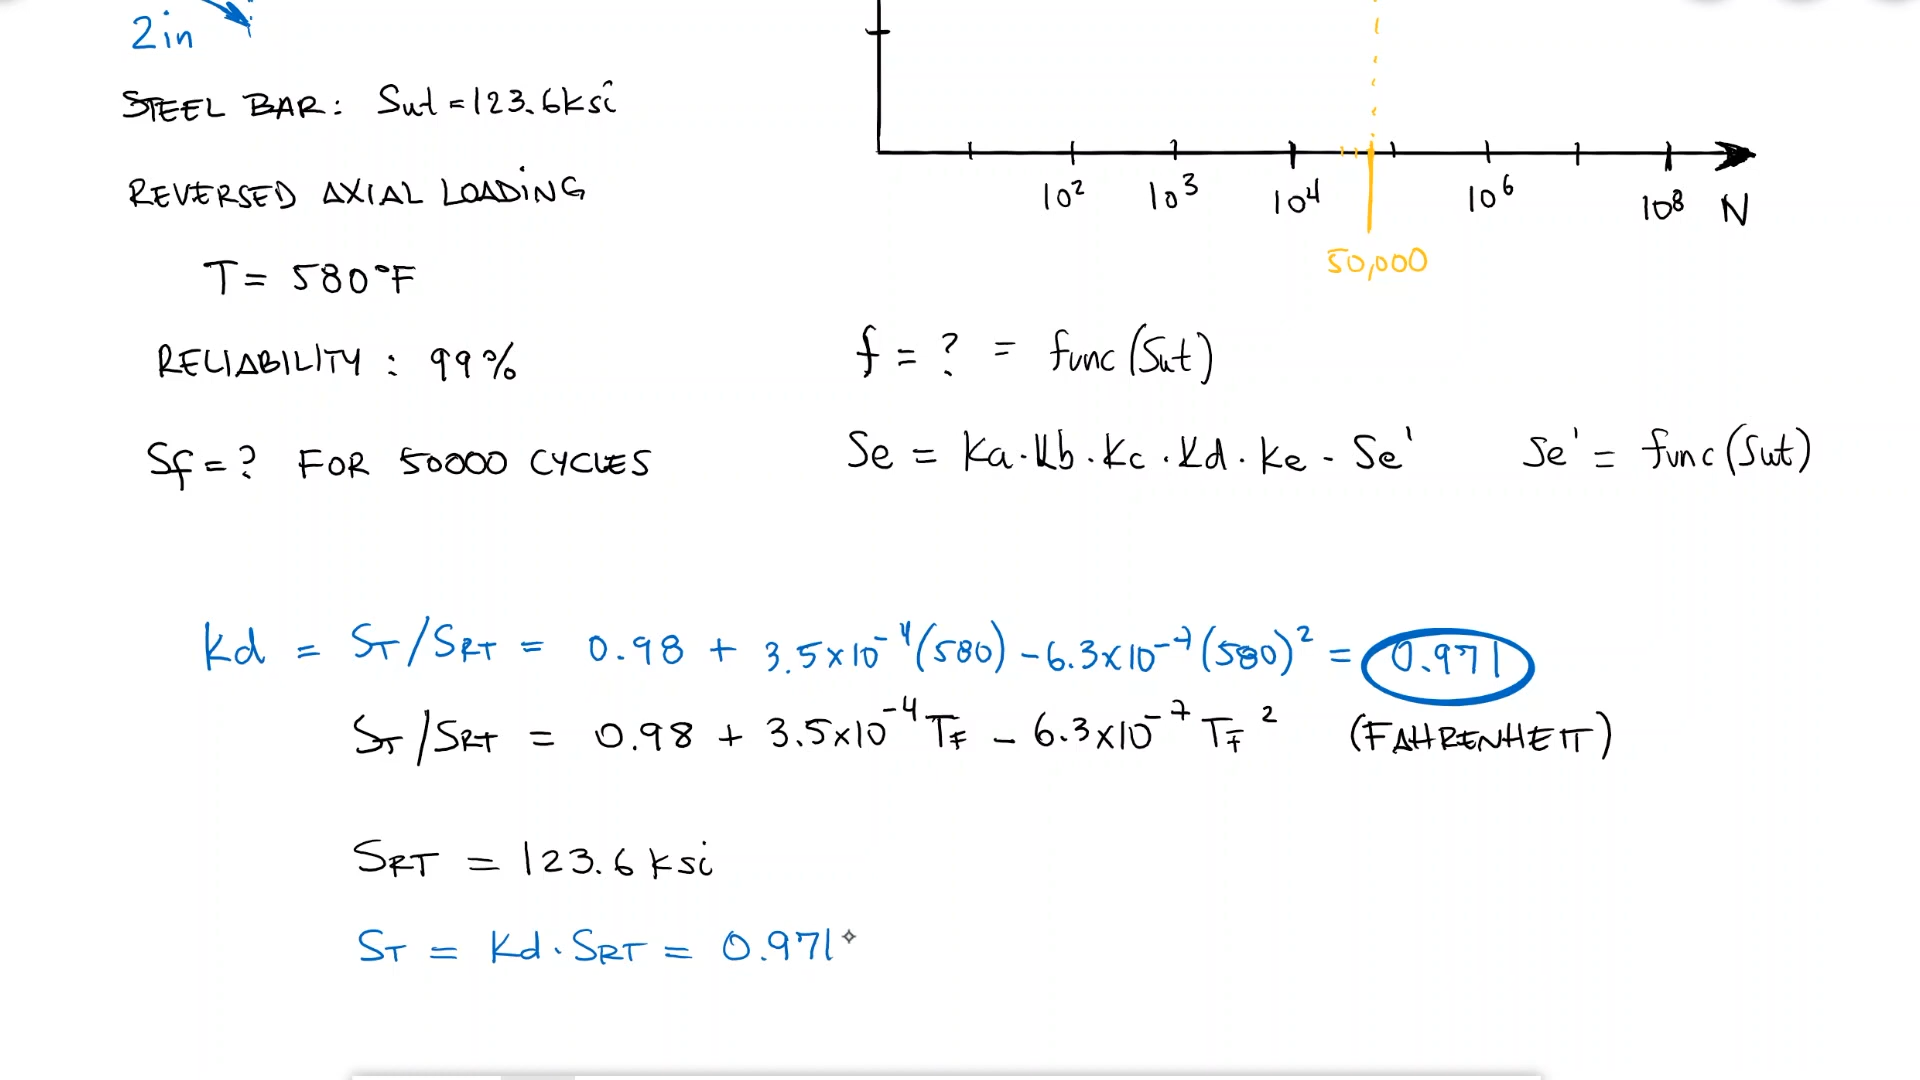 2in
STEEL BAR: Sut = 123.6ksi
REVERSED AXIAL LOADING
T = 580°F
RELIABILITY : 99%
Sf = ? FOR 50000 CYCLES
10² 10³ 10⁴ 10⁶ 10⁸ N
50,000
f = ? = func (Sut)
Se = Ka · Kb · Kc · Kd · Ke · Se' Se' = func (Sut)
Kd = ST/SRT = 0.98 + 3.5x10⁻⁴ (580) - 6.3x10⁻⁷ (580)² = 0.971
ST/SRT = 0.98 + 3.5x10⁻⁴ TF - 6.3x10⁻⁷ TF² (FAHRENHEIT)
SRT = 123.6 ksi
ST = Kd · SRT = 0.971